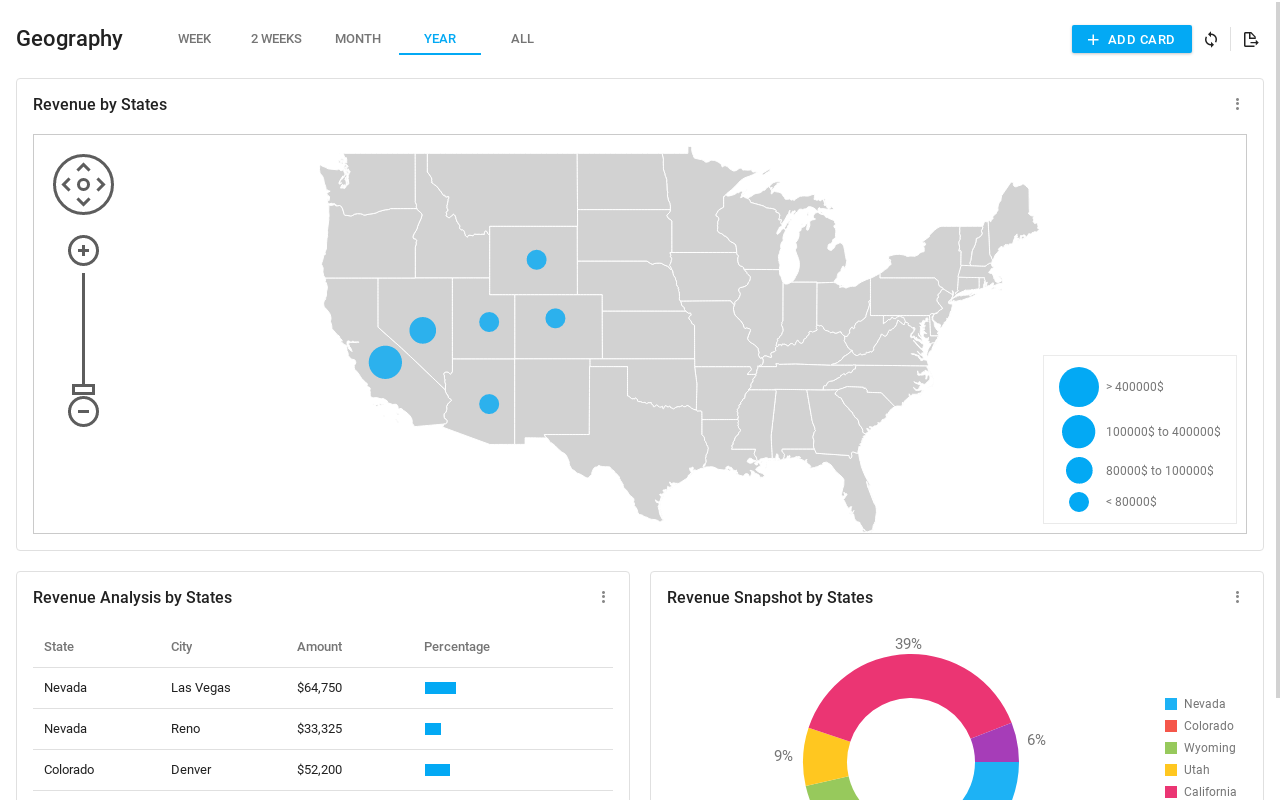 Geography WEEK 2 WEEKS MONTH YEAR ALL ADD CARD
Revenue by States
> 400000$
100000$ to 400000$
80000$ to 100000$
< 80000$
Revenue Analysis by States
State City Amount Percentage
Nevada Las Vegas $64,750
Nevada Reno $33,325
Colorado Denver $52,200
Revenue Snapshot by States
39%
6%
9%
Nevada
Colorado
Wyoming
Utah
California